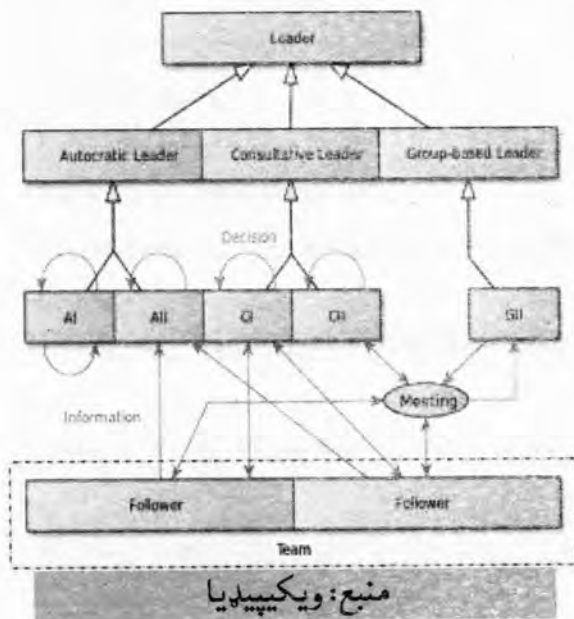 Leader
Autocratic Leader Consultative Leader Group-based Leader
Decision
AI AII CI CII GII
Meeting
Information
Follower Follower
Team
منبع: ویکیپیډیا